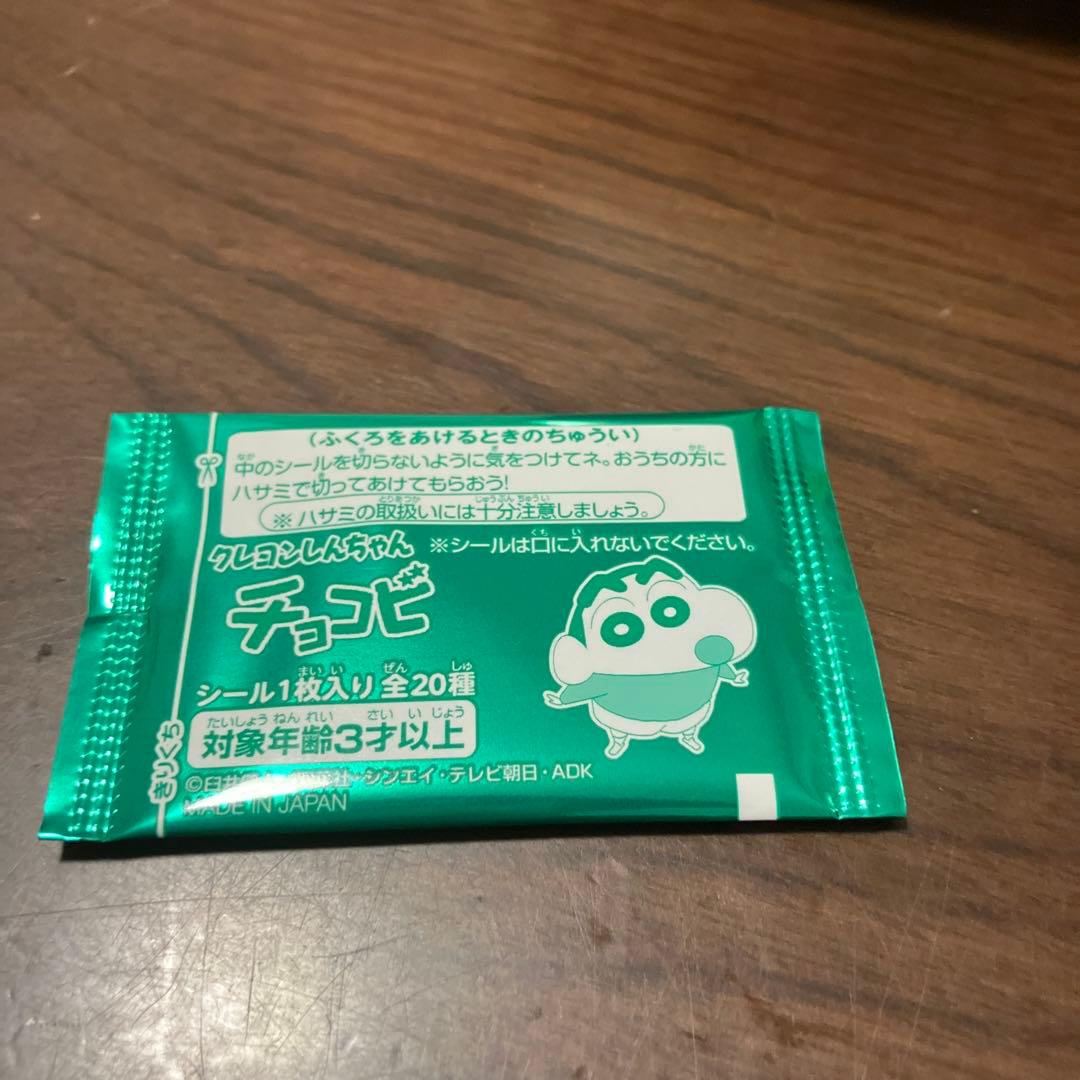 (ふくろをあけるときのちゅうい)
中のシールを切らないように気をつけてネ。おうちの方に
ハサミで切ってあけてもらおう!
※ハサミの取扱いには十分注意しましょう。
クレヨンしんちゃん
※シールは口に入れないでください。
チョコビ
シール1枚入り 全20種
対象年齢3才以上
©臼井 社・シンエイ・テレビ朝日・ADK
MADE IN JAPAN
きりくち